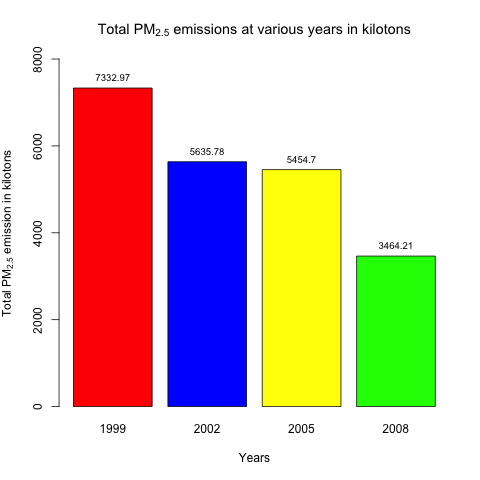 Total PM2.5 emissions at various years in kilotons
Total PM2.5 emission in kilotons
8000
6000
4000
2000
0
7332.97
5635.78
5454.7
3464.21
1999 2002 2005 2008
Years